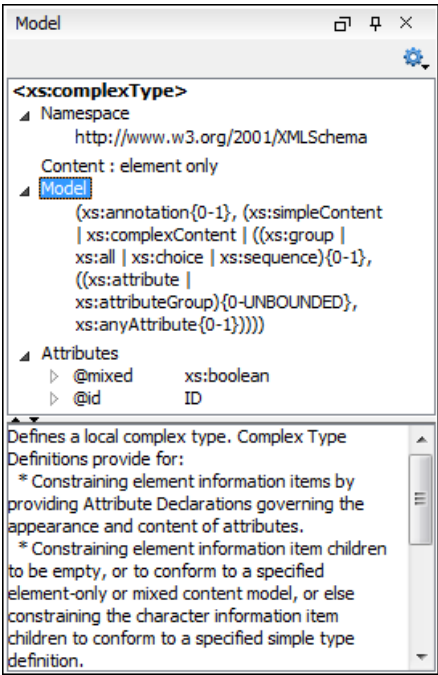 Model
<xs:complexType>
Namespace
http://www.w3.org/2001/XMLSchema
Content : element only
Model
(xs:annotation{0-1}, (xs:simpleContent
| xs:complexContent | ((xs:group |
xs:all | xs:choice | xs:sequence){0-1},
((xs:attribute |
xs:attributeGroup){0-UNBOUNDED},
xs:anyAttribute{0-1}))))
Attributes
@mixed xs:boolean
@id ID
Defines a local complex type. Complex Type
Definitions provide for:
* Constraining element information items by
providing Attribute Declarations governing the
appearance and content of attributes.
* Constraining element information item children
to be empty, or to conform to a specified
element-only or mixed content model, or else
constraining the character information item
children to conform to a specified simple type
definition.